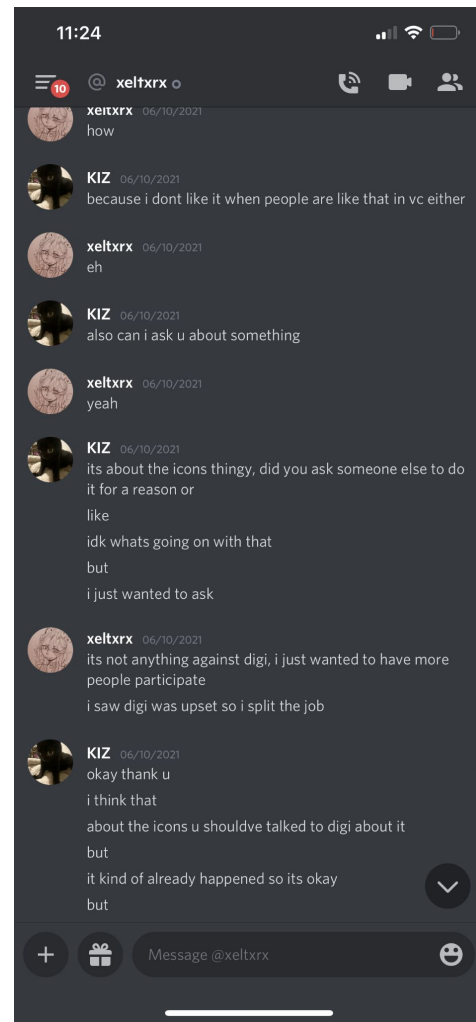 11:24
10
@ xeltxrx
xeltxrx 06/10/2021
how
KIZ 06/10/2021
because i dont like it when people are like that in vc either
xeltxrx 06/10/2021
eh
KIZ 06/10/2021
also can i ask u about something
xeltxrx 06/10/2021
yeah
KIZ 06/10/2021
its about the icons thingy, did you ask someone else to do
it for a reason or
like
idk whats going on with that
but
i just wanted to ask
xeltxrx 06/10/2021
its not anything against digi, i just wanted to have more
people participate
i saw digi was upset so i split the job
KIZ 06/10/2021
okay thank u
i think that
about the icons u shouldve talked to digi about it
but
it kind of already happened so its okay
but
Message @xeltxrx